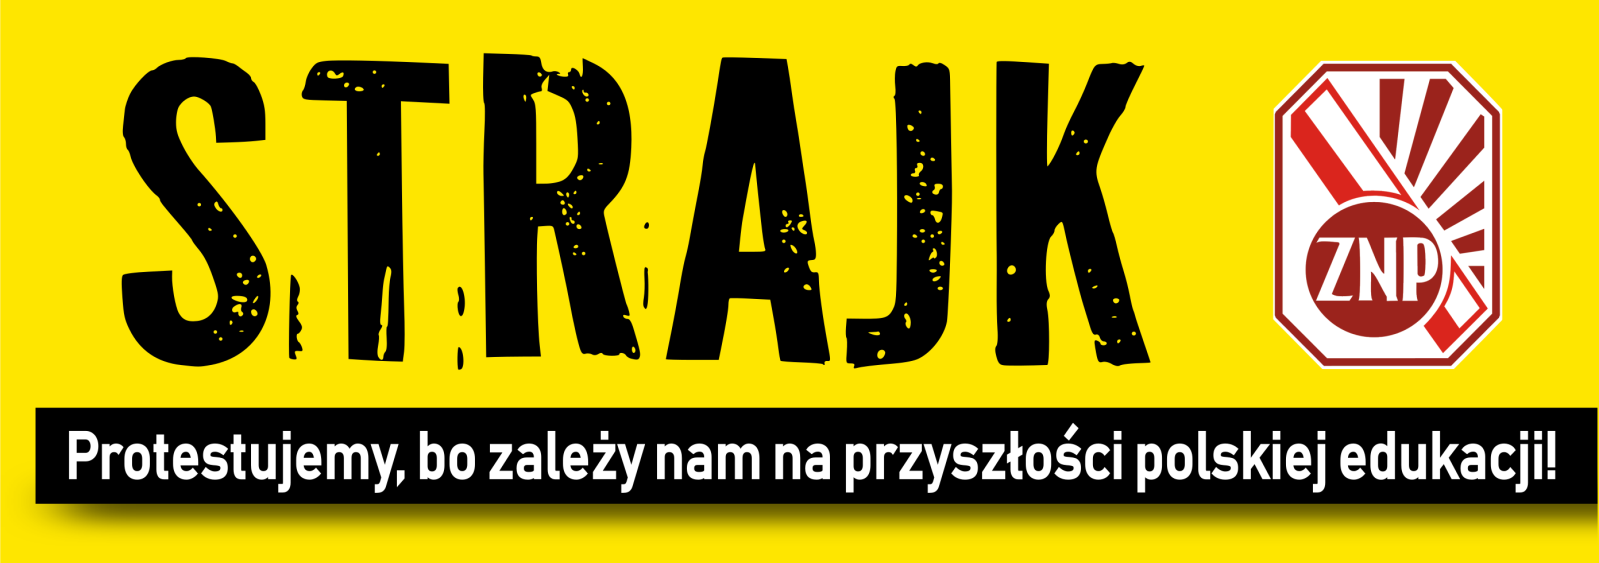 STRAJK
ZNP
Protestujemy, bo zależy nam na przyszłości polskiej edukacji!